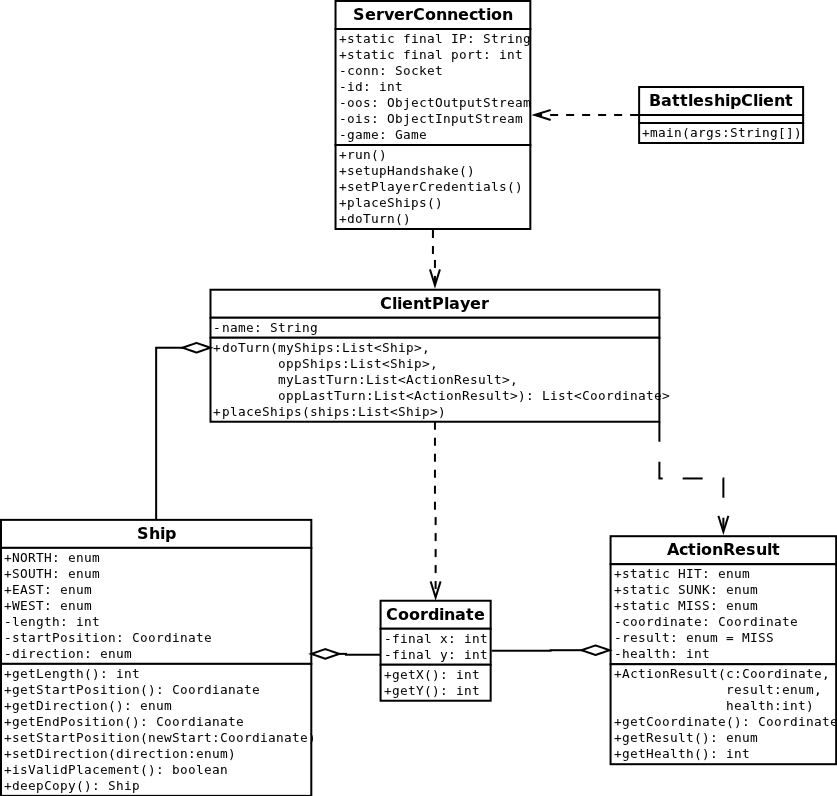 ServerConnection
+static final IP: String
+static final port: int
-conn: Socket
-id: int
-oos: ObjectOutputStream
-ois: ObjectInputStream
-game: Game
+run()
+setupHandshake()
+setPlayerCredentials()
+placeShips()
+doTurn()
BattleshipClient
+main(args:String[])
ClientPlayer
-name: String
+doTurn(myShips:List<Ship>,
oppShips:List<Ship>,
myLastTurn:List<ActionResult>,
oppLastTurn:List<ActionResult>): List<Coordinate>
+placeShips(ships:List<Ship>)
Ship
+NORTH: enum
+SOUTH: enum
+EAST: enum
+WEST: enum
-length: int
-startPosition: Coordinate
-direction: enum
+getLength(): int
+getStartPosition(): Coordianate
+getDirection(): enum
+getEndPosition(): Coordianate
+setStartPosition(newStart:Coordianate)
+setDirection(direction:enum)
+isValidPlacement(): boolean
+deepCopy(): Ship
Coordinate
-final x: int
-final y: int
+getX(): int
+getY(): int
ActionResult
+static HIT: enum
+static SUNK: enum
+static MISS: enum
-coordinate: Coordinate
-result: enum = MISS
-health: int
+ActionResult(c:Coordinate,
result:enum,
health:int)
+getCoordinate(): Coordinate
+getResult(): enum
+getHealth(): int